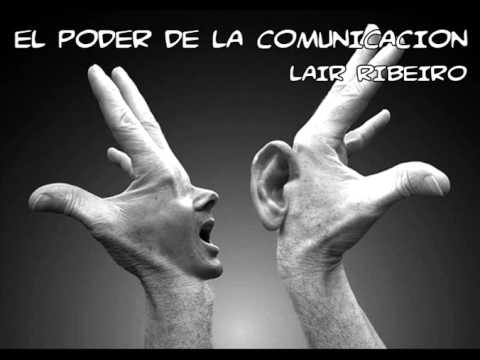 EL PODER DE LA COMUNICACION
LAIR RIBEIRO